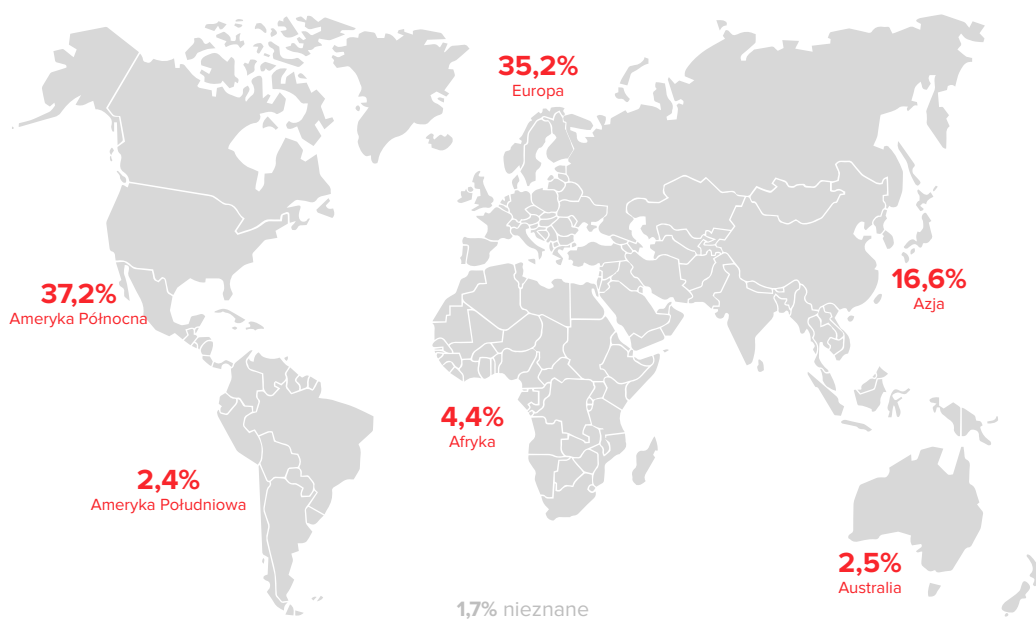 35,2%
Europa
37,2%
Ameryka Północna
16,6%
Azja
4,4%
Afryka
2,4%
Ameryka Południowa
2,5%
Australia
1,7% nieznane